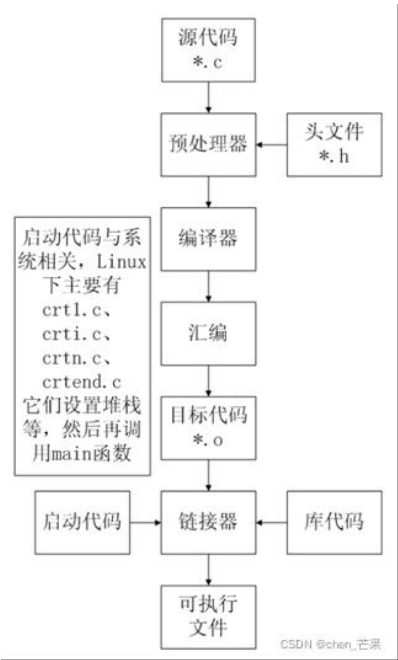 源代码
*.c
预处理器
头文件
*.h
编译器
启动代码与系
统相关，Linux
下主要有
crt1.c、
crti.c、
crtn.c、
crtend.c
它们设置堆栈
等，然后再调
用main函数
汇编
目标代码
*.o
启动代码
链接器
库代码
可执行
文件
CSDN @chen_芒果